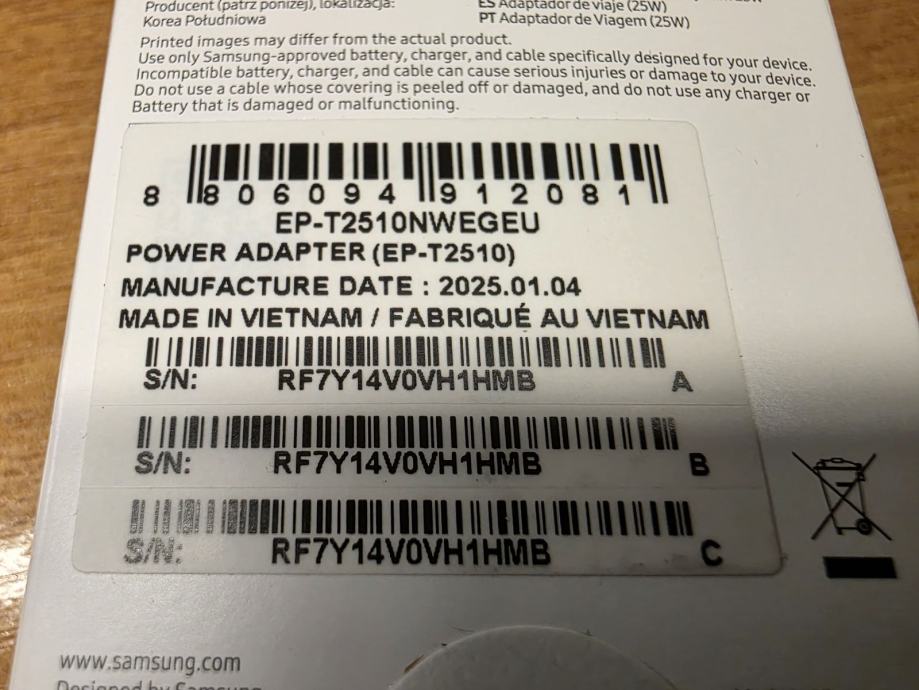 Producent (patrz poniżej), lokalizacja:
Korea Południowa
ES Adaptador de viaje (25W)
PT Adaptador de Viagem (25W)
Printed images may differ from the actual product.
Use only Samsung-approved battery, charger, and cable specifically designed for your device.
Incompatible battery, charger, and cable can cause serious injuries or damage to your device.
Do not use a cable whose covering is peeled off or damaged, and do not use any charger or
Battery that is damaged or malfunctioning.
8 806094 912081
EP-T2510NWEGEU
POWER ADAPTER (EP-T2510)
MANUFACTURE DATE : 2025.01.04
MADE IN VIETNAM / FABRIQUÉ AU VIETNAM
S/N: RF7Y14V0VH1HMB A
S/N: RF7Y14V0VH1HMB B
S/N: RF7Y14V0VH1HMB C
www.samsung.com
Designed by Samsung